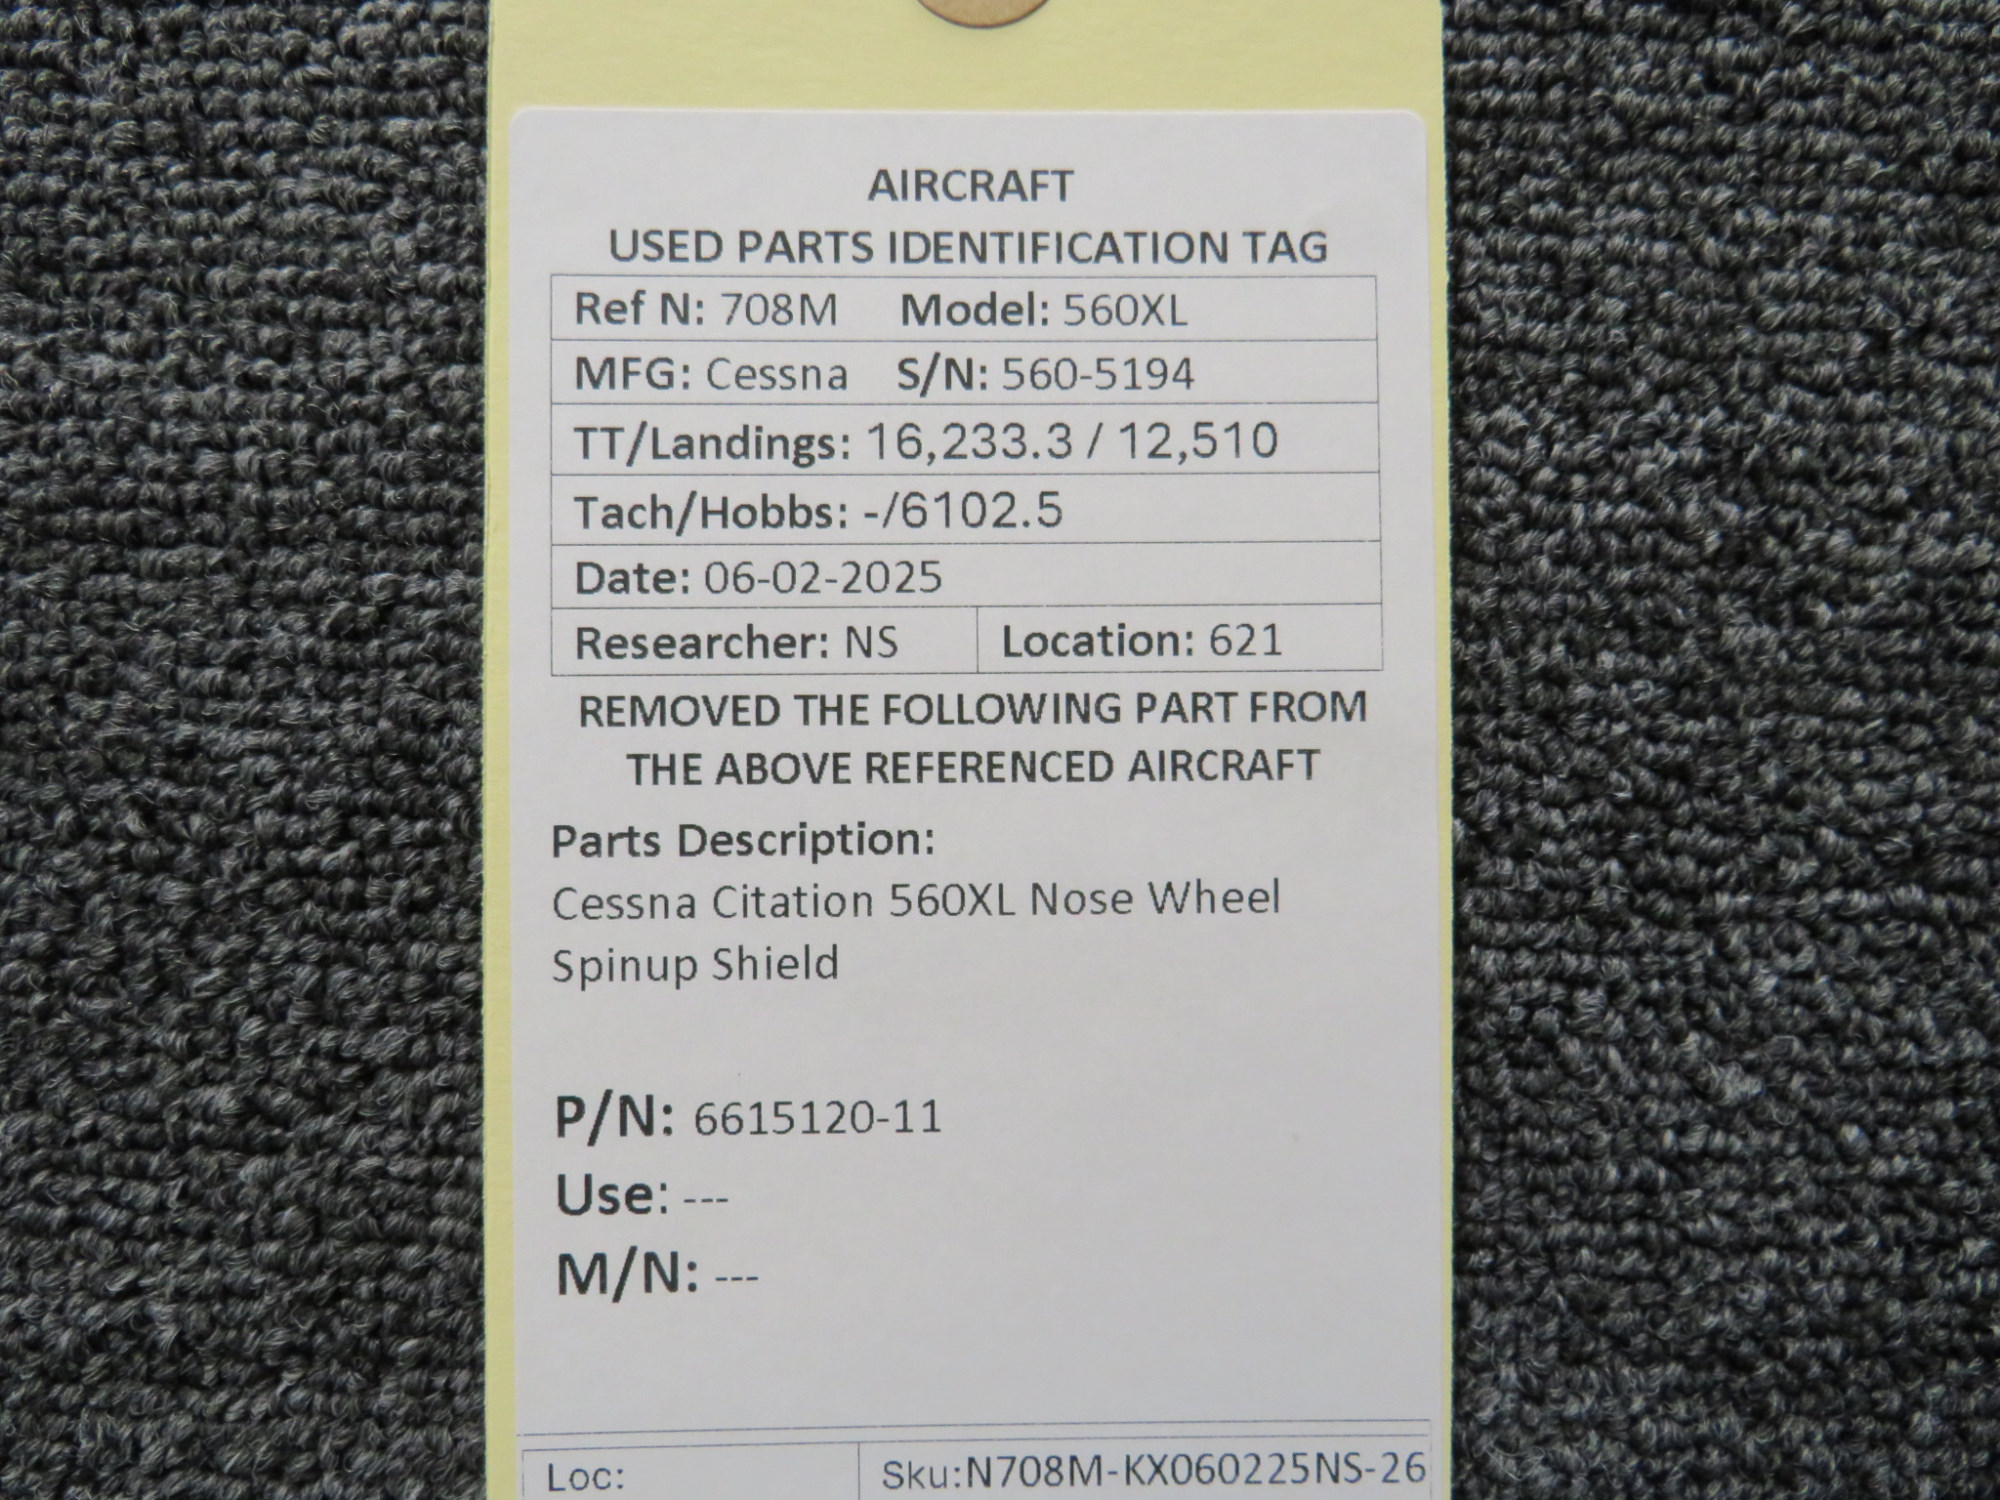 AIRCRAFT
USED PARTS IDENTIFICATION TAG
Ref N: 708M Model: 560XL
MFG: Cessna S/N: 560-5194
TT/Landings: 16,233.3 / 12,510
Tach/Hobbs: -/6102.5
Date: 06-02-2025
Researcher: NS Location: 621
REMOVED THE FOLLOWING PART FROM
THE ABOVE REFERENCED AIRCRAFT
Parts Description:
Cessna Citation 560XL Nose Wheel
Spinup Shield
P/N: 6615120-11
Use: ---
M/N: ---
Loc: Sku:N708M-KX060225NS-26